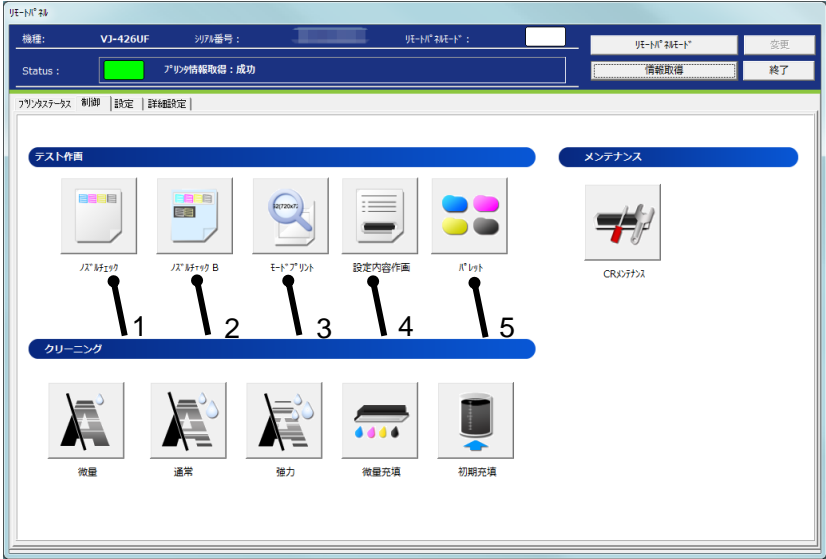 ﾘﾓｰﾄﾊﾟﾈﾙ
機種: VJ-426UF ｼﾘｱﾙ番号： ﾘﾓｰﾄﾊﾟﾈﾙﾓｰﾄﾞ：
ﾘﾓｰﾄﾊﾟﾈﾙﾓｰﾄﾞ 変更
Status： ﾌﾟﾘﾝﾀ情報取得：成功
情報取得 終了
ﾌﾟﾘﾝﾀｽﾃｰﾀｽ 制御 設定 詳細設定
テスト作画 メンテナンス
32(720x72
ﾉｽﾞﾙﾁｪｯｸ ﾉｽﾞﾙﾁｪｯｸ B ﾓｰﾄﾞﾌﾟﾘﾝﾄ 設定内容作画 ﾊﾟﾚｯﾄ
CRﾒﾝﾃﾅﾝｽ
1 2 3 4 5
クリーニング
微量 通常 強力 微量充填 初期充填